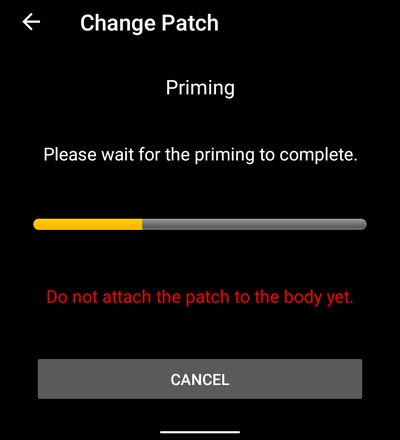 Change Patch
Priming
Please wait for the priming to complete.
Do not attach the patch to the body yet.
CANCEL